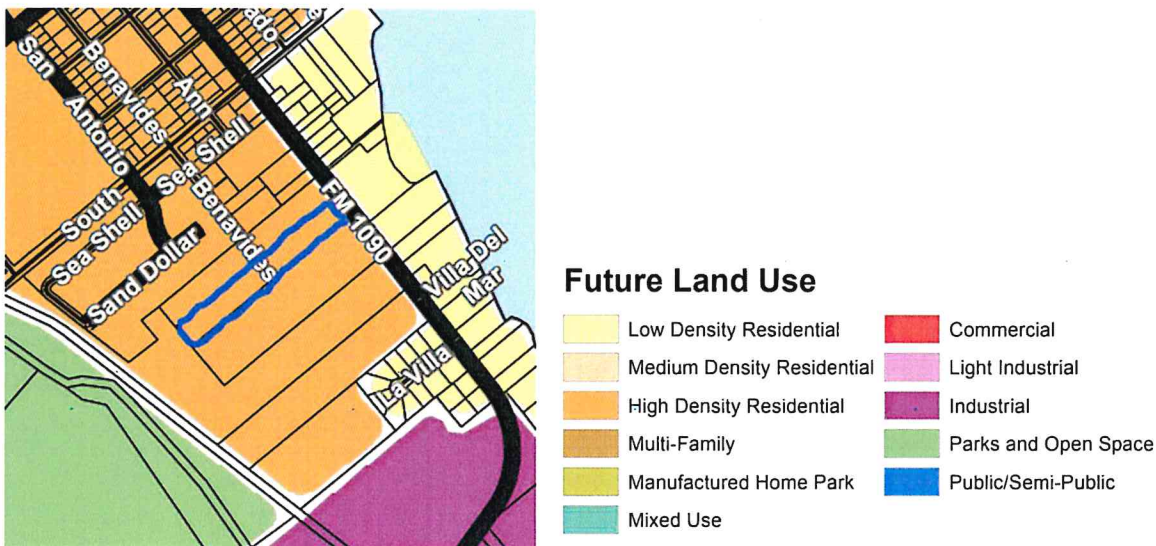 San Antonio
Benavides
Ann
South
Sea Shell
Sea Shell
Benavides
Sand Dollar
FM 1090
Villa Del
Mar
La Villa
Future Land Use
Low Density Residential
Medium Density Residential
High Density Residential
Multi-Family
Manufactured Home Park
Mixed Use
Commercial
Light Industrial
Industrial
Parks and Open Space
Public/Semi-Public